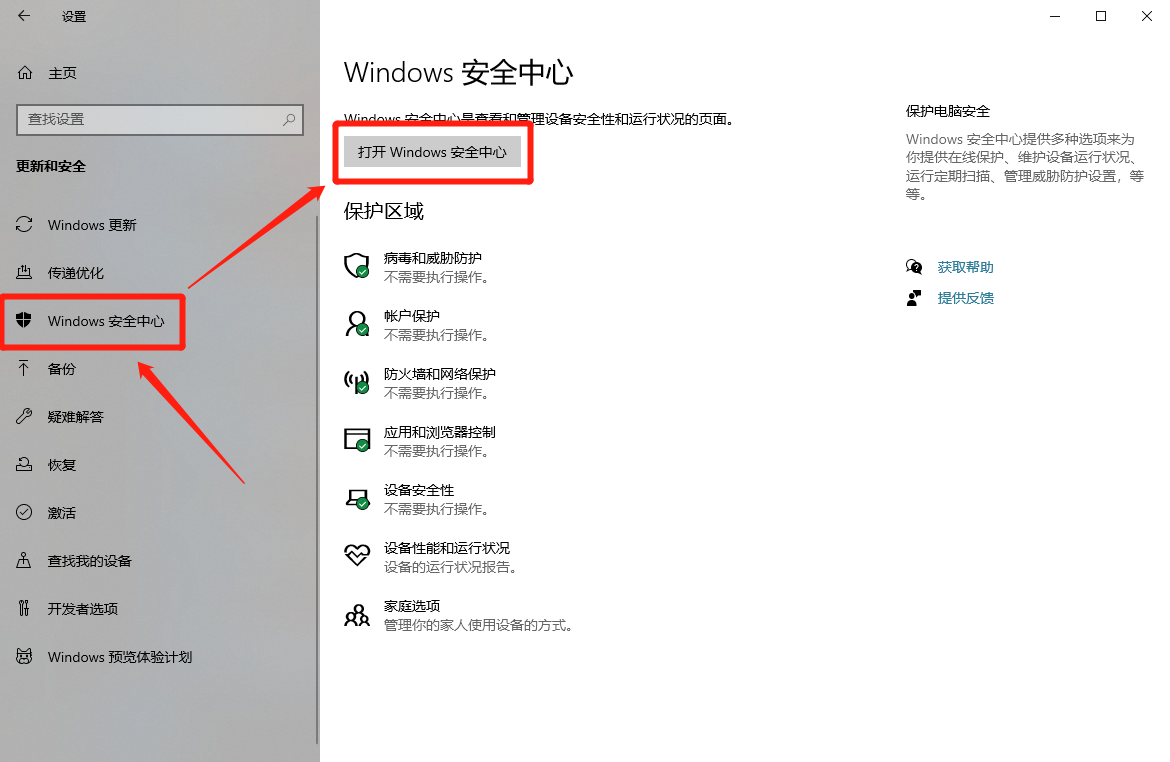 设置
主页
查找设置
更新和安全
Windows 更新
传递优化
Windows 安全中心
备份
疑难解答
恢复
激活
查找我的设备
开发者选项
Windows 预览体验计划
Windows 安全中心
Windows 安全中心是查看和管理设备安全性和运行状况的页面。
打开 Windows 安全中心
保护区域
病毒和威胁防护
不需要执行操作。
帐户保护
不需要执行操作。
防火墙和网络保护
不需要执行操作。
应用和浏览器控制
不需要执行操作。
设备安全性
不需要执行操作。
设备性能和运行状况
设备的运行状况报告。
家庭选项
管理你的家人使用设备的方式。
保护电脑安全
Windows 安全中心提供多种选项来为
你提供在线保护、维护设备运行状况、
运行定期扫描、管理威胁防护设置，等
等。
获取帮助
提供反馈